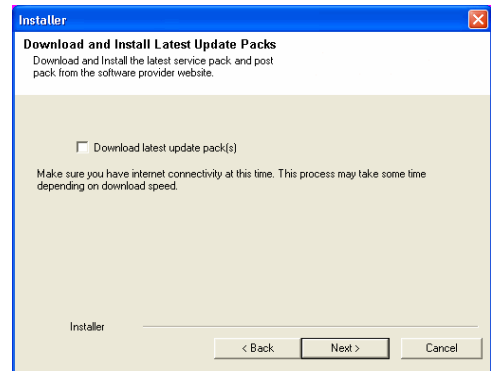 Installer
Download and Install Latest Update Packs
Download and Install the latest service pack and post
pack from the software provider website.
Download latest update pack(s)
Make sure you have internet connectivity at this time. This process may take some time
depending on download speed.
Installer
< Back
Next >
Cancel